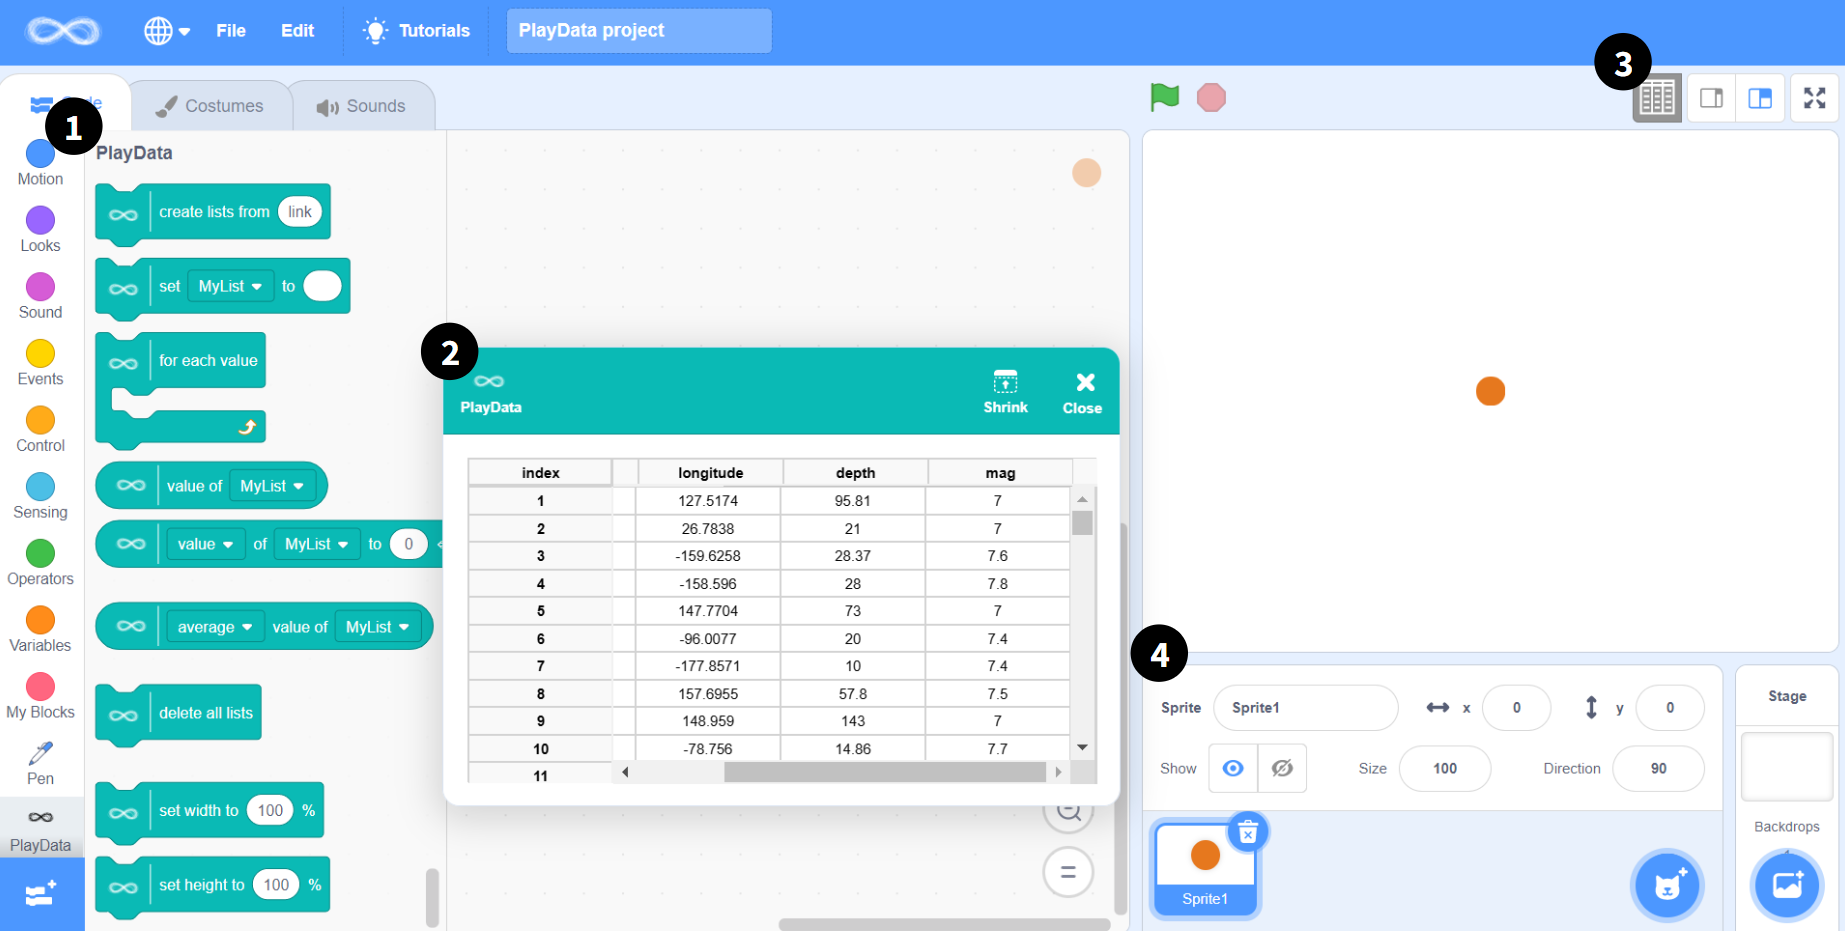 File Edit Tutorials PlayData project
3
Costumes Sounds
1
PlayData
Motion
Looks
Sound
Events
Control
Sensing
Operators
Variables
My Blocks
Pen
PlayData
create lists from link
set MyList to
for each value
value of MyList
value of MyList to 0
average value of MyList
delete all lists
set width to 100 %
set height to 100 %
2
PlayData Shrink Close
index longitude depth mag
1 127.5174 95.81 7
2 26.7838 21 7
3 -159.6258 28.37 7.6
4 -158.596 28 7.8
5 147.7704 73 7
6 -96.0077 20 7.4
7 -177.8571 10 7.4
8 157.6955 57.8 7.5
9 148.959 143 7
10 -78.756 14.86 7.7
11
4
Sprite Sprite1 x 0 y 0
Show Size 100 Direction 90
Sprite1
Stage
Backdrops